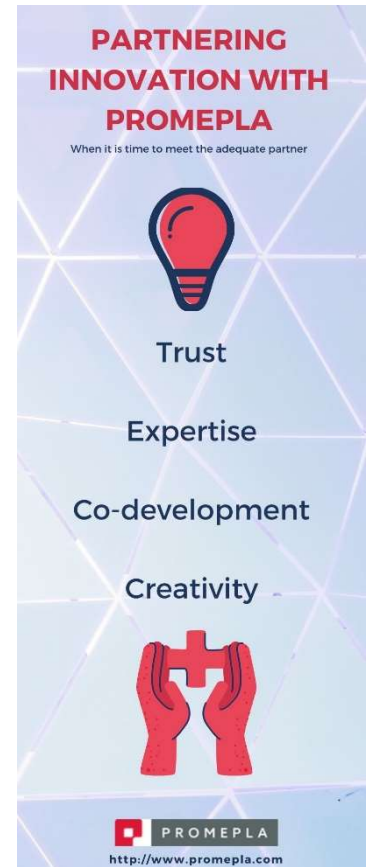 PARTNERING
INNOVATION WITH
PROMEPLA
When it is time to meet the adequate partner
Trust
Expertise
Co-development
Creativity
PROMEPLA
http://www.promepla.com